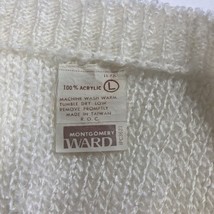 100% ACRYLIC L
MACHINE WASH WARM
TUMBLE DRY LOW
REMOVE PROMPTLY
MADE IN TAIWAN
R.O.C.
MONTGOMERY
WARD